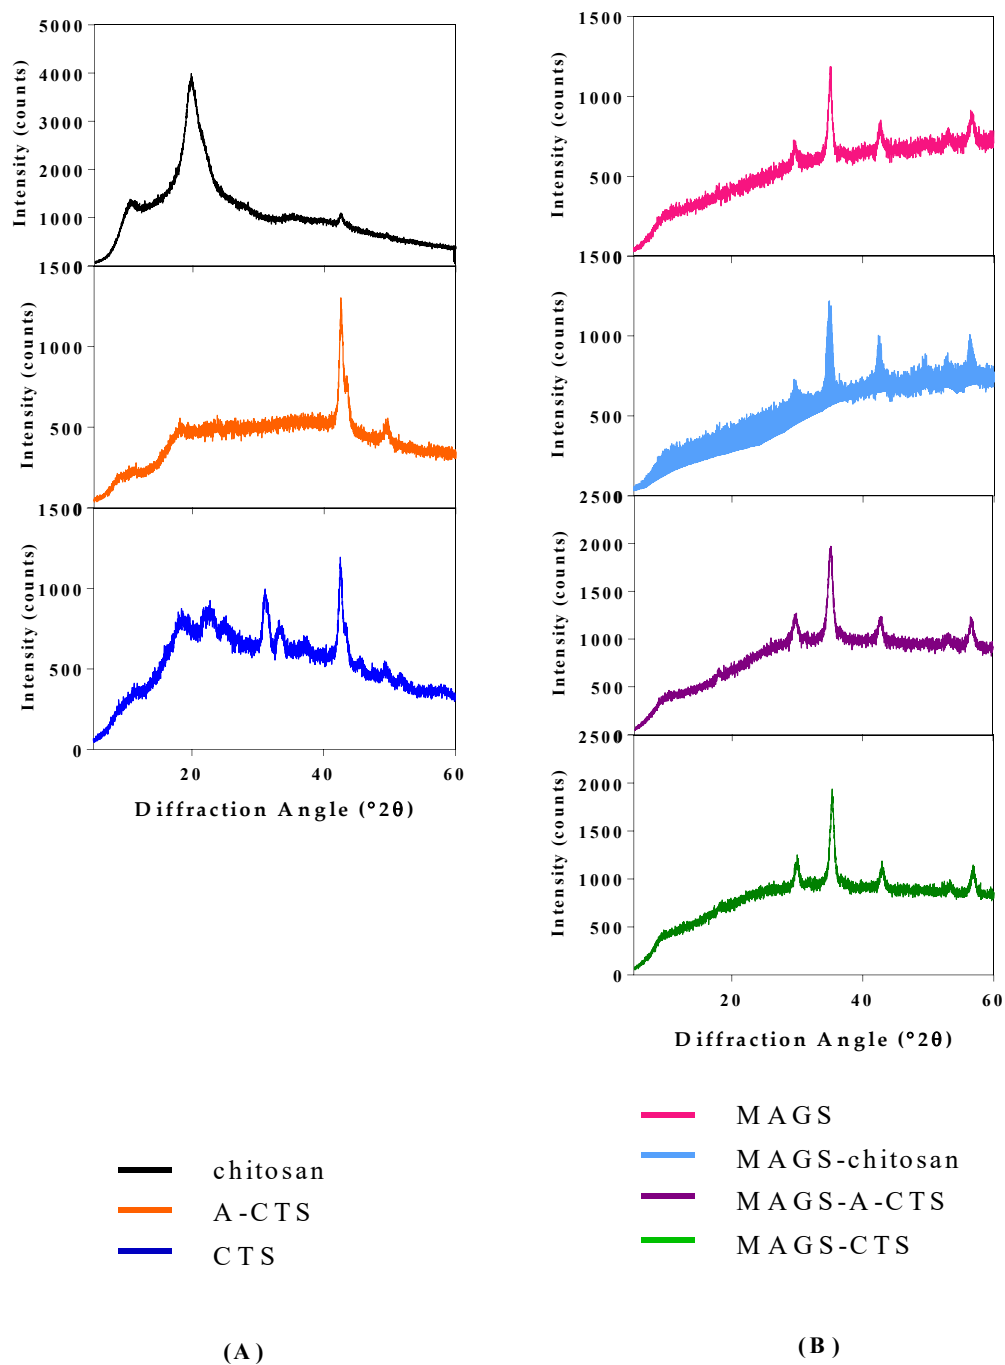 5000
4000
3000
2000
1000
Intensity (counts)
1500
1000
500
Intensity (counts)
1500
1000
500
0
Intensity (counts)
20 40 60
Diffraction Angle (°2θ)
1500
1000
500
Intensity (counts)
1500
1000
500
Intensity (counts)
2500
2000
1500
1000
500
Intensity (counts)
2500
2000
1500
1000
500
0
Intensity (counts)
20 40 60
Diffraction Angle (°2θ)
chitosan
A-CTS
CTS
(A)
MAGS
MAGS-chitosan
MAGS-A-CTS
MAGS-CTS
(B)